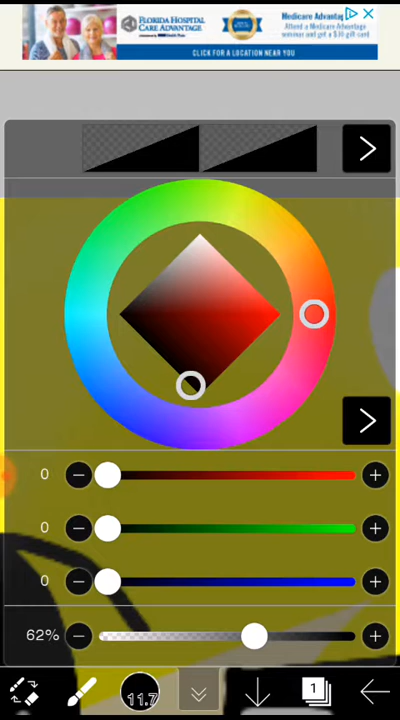 FLORIDA HOSPITAL
CARE ADVANTAGE
Medicare Advantag
Attend a Medicare Advantage
seminar and get a $15 gift card
CLICK FOR A LOCATION NEAR YOU
0
0
0
62%
11.7
1